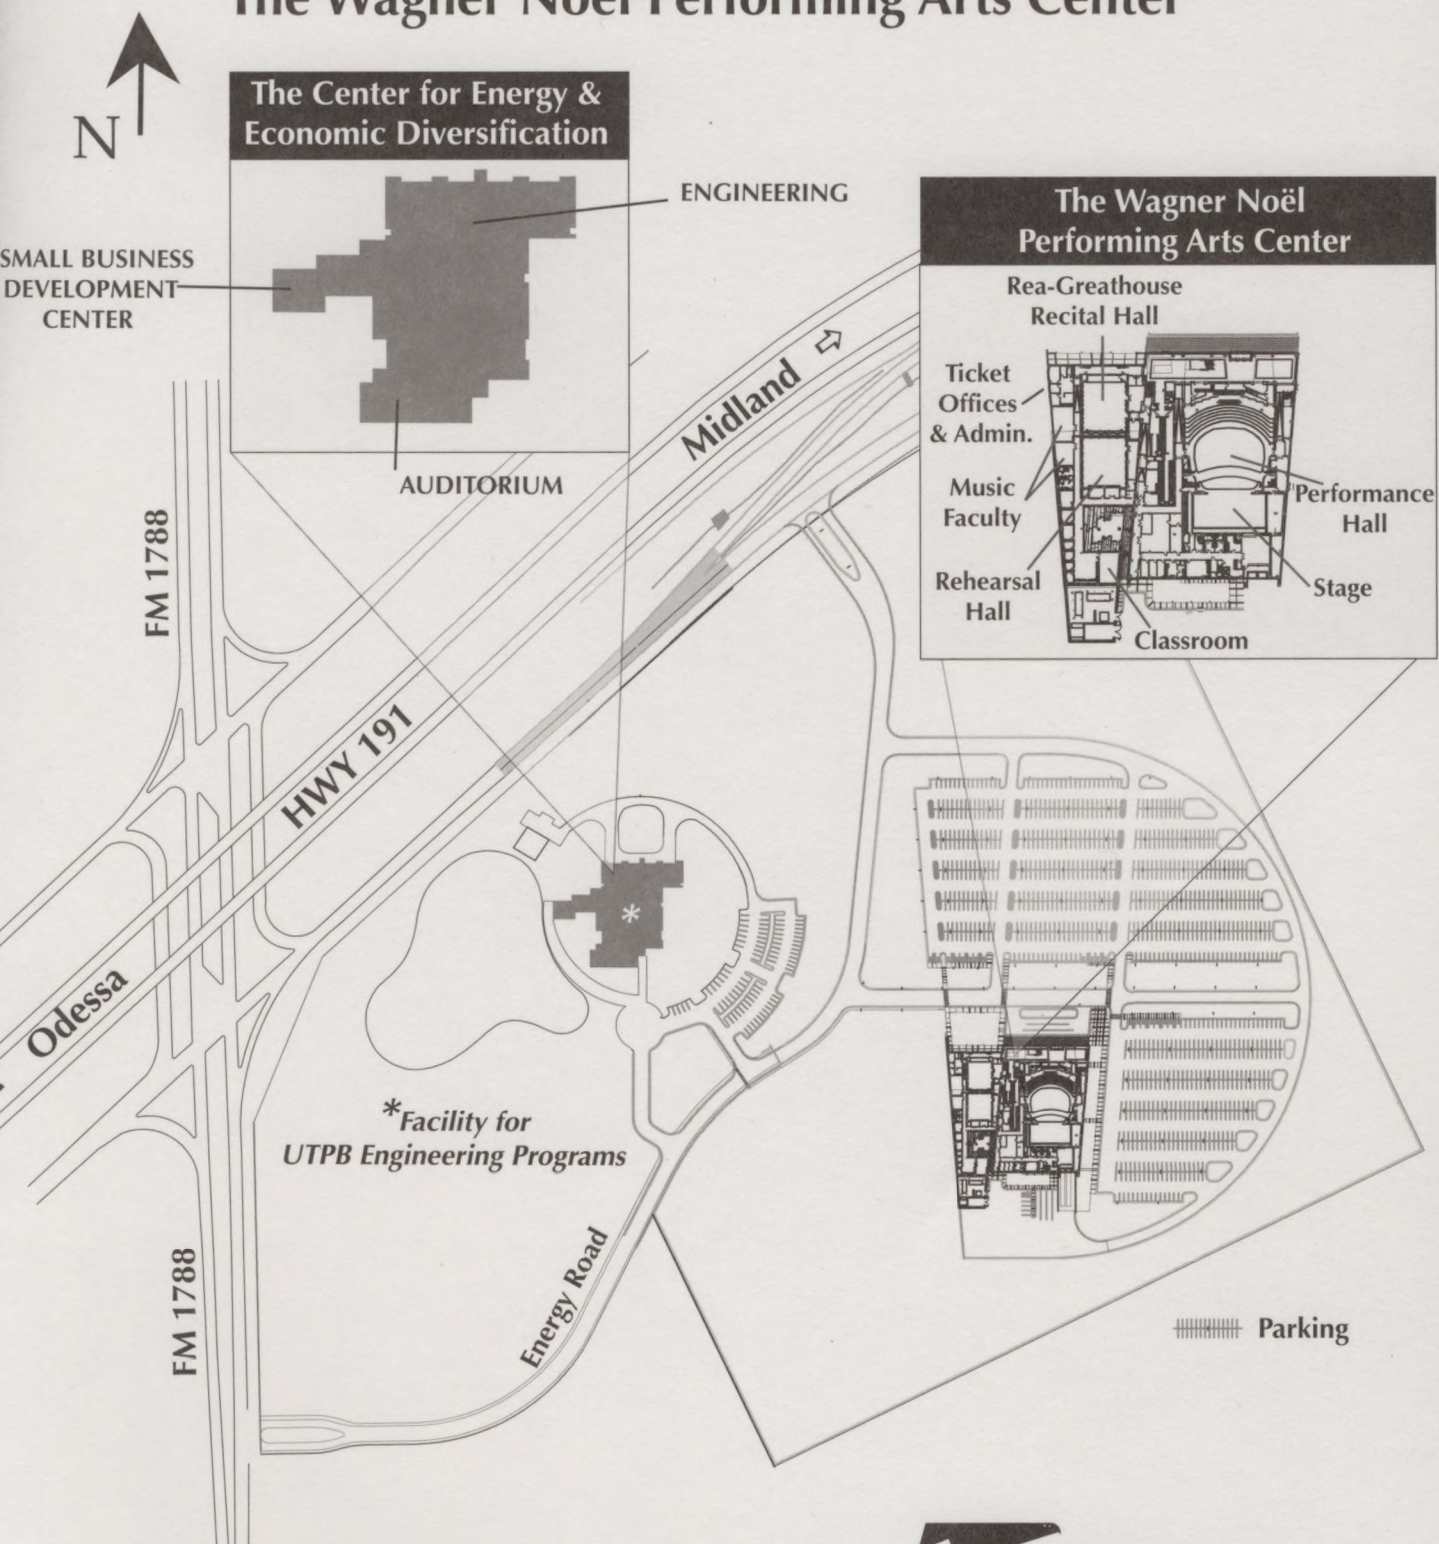 The Wagner Noël Performing Arts Center
N
The Center for Energy &
Economic Diversification
ENGINEERING
SMALL BUSINESS
DEVELOPMENT
CENTER
AUDITORIUM
The Wagner Noël
Performing Arts Center
Rea-Greathouse
Recital Hall
Ticket
Offices
& Admin.
Music
Faculty
Performance
Hall
Rehearsal
Hall
Stage
Classroom
Midland
FM 1788
HWY 191
*
Odessa
*Facility for
UTPB Engineering Programs
Energy Road
FM 1788
Parking